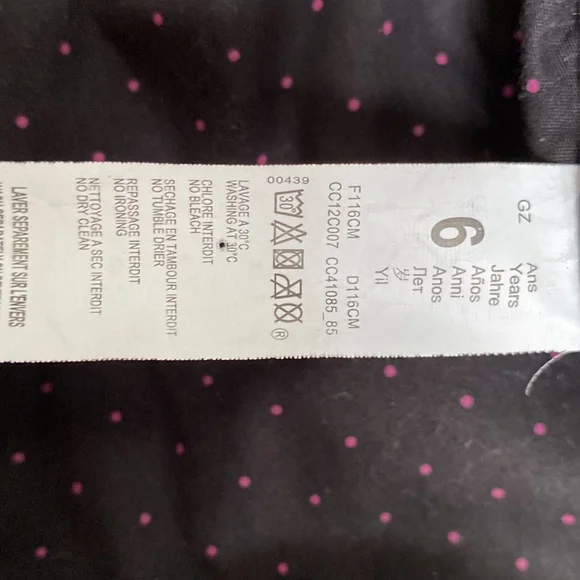 GZ
6
Ans
Years
Jahre
Años
Anni
Anos
Лет
岁
Yil
F116CM D116CM
CC12C007 CC41085_85
00439
30°
R
LAVAGE A 30°C
WASHING AT 30°C
CHLORE INTERDIT
NO BLEACH
SECHAGE EN TAMBOUR INTERDIT
NO TUMBLE DRIER
REPASSAGE INTERDIT
NO IRONING
NETTOYAGE A SEC INTERDIT
NO DRY CLEAN
LAVER SEPAREMENT SUR L'ENVERS